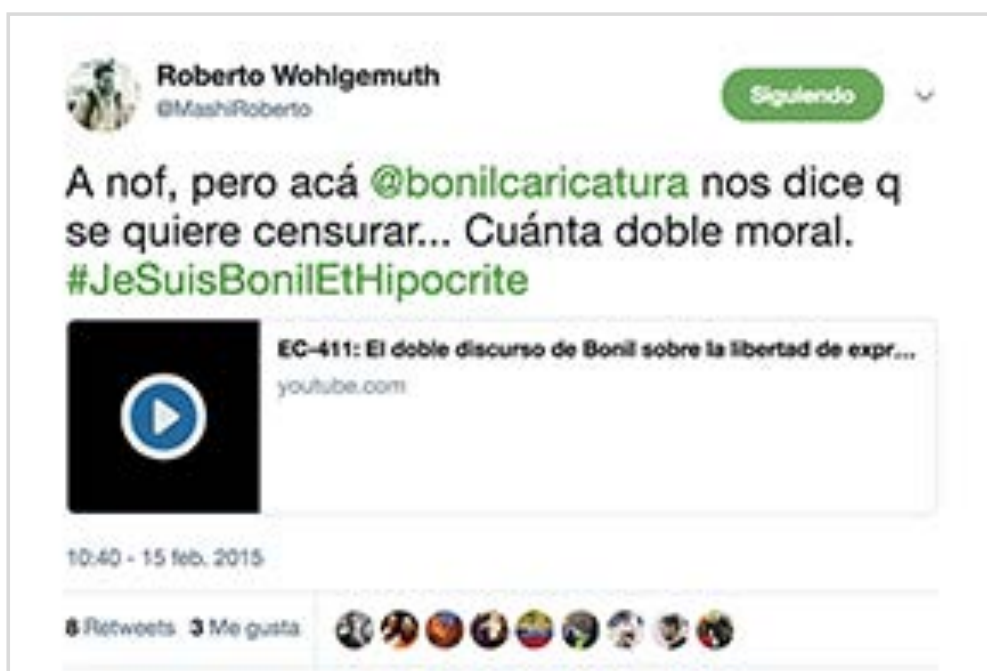 Roberto Wohlgemuth
@MashiRoberto
Siguiendo
A nof, pero acá @bonilcaricatura nos dice q
se quiere censurar... Cuánta doble moral.
#JeSuisBonilEtHipocrite
EC-411: El doble discurso de Bonil sobre la libertad de expr...
youtube.com
10:40 - 15 feb. 2015
8 Retweets 3 Me gusta